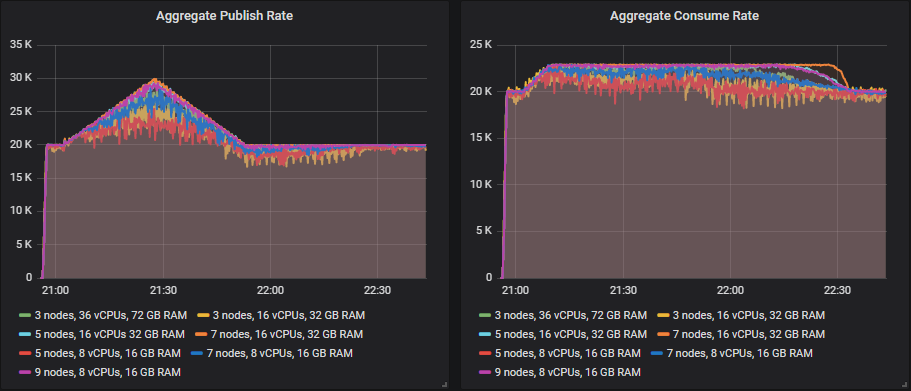 Aggregate Publish Rate
35 K
30 K
25 K
20 K
15 K
10 K
5 K
0
21:00 21:30 22:00 22:30
3 nodes, 36 vCPUs, 72 GB RAM 3 nodes, 16 vCPUs, 32 GB RAM
5 nodes, 16 vCPUs 32 GB RAM 7 nodes, 16 vCPUs, 32 GB RAM
5 nodes, 8 vCPUs, 16 GB RAM 7 nodes, 8 vCPUs, 16 GB RAM
9 nodes, 8 vCPUs, 16 GB RAM
Aggregate Consume Rate
25 K
20 K
15 K
20 K
5 K
0
21:00 21:30 22:00 22:30
3 nodes, 36 vCPUs, 72 GB RAM 3 nodes, 16 vCPUs, 32 GB RAM
5 nodes, 16 vCPUs, 32 GB RAM 7 nodes, 16 vCPUs, 32 GB RAM
5 nodes, 8 vCPUs, 16 GB RAM 7 nodes, 8 vCPUs, 16 GB RAM
9 nodes, 8 vCPUs, 16 GB RAM